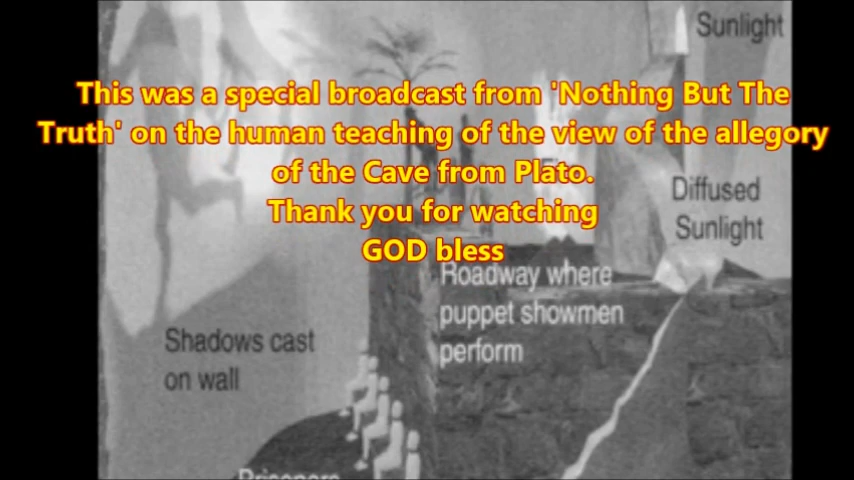 Sunlight
This was a special broadcast from 'Nothing But The
Truth' on the human teaching of the view of the allegory
of the Cave from Plato.
Thank you for watching
GOD bless
Diffused
Sunlight
Roadway where
puppet showmen
perform
Shadows cast
on wall
Prisoners